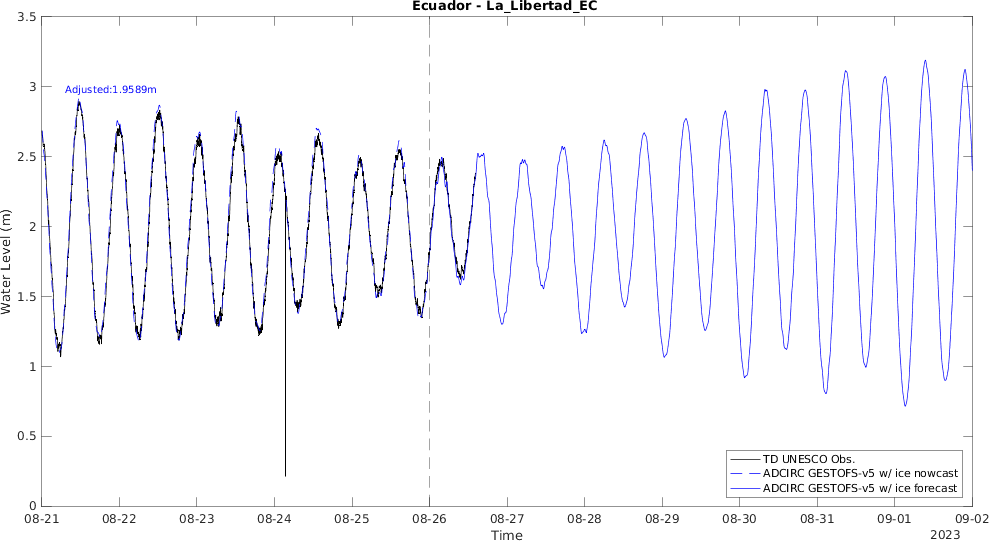 Ecuador - La_Libertad_EC
3.5
3
2.5
2
1.5
1
0.5
0
Water Level (m)
Adjusted:1.9589m
TD UNESCO Obs.
ADCIRC GESTOFS-v5 w/ ice nowcast
ADCIRC GESTOFS-v5 w/ ice forecast
08-21 08-22 08-23 08-24 08-25 08-26 08-27 08-28 08-29 08-30 08-31 09-01 09-02
Time
2023